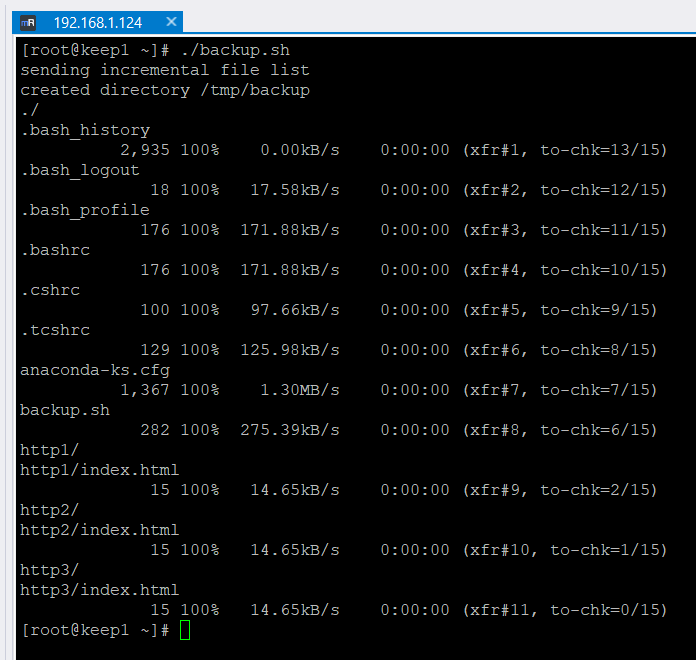 mR 192.168.1.124 ×
[root@keep1 ~]# ./backup.sh
sending incremental file list
created directory /tmp/backup
./
.bash_history
2,935 100% 0.00kB/s 0:00:00 (xfr#1, to-chk=13/15)
.bash_logout
18 100% 17.58kB/s 0:00:00 (xfr#2, to-chk=12/15)
.bash_profile
176 100% 171.88kB/s 0:00:00 (xfr#3, to-chk=11/15)
.bashrc
176 100% 171.88kB/s 0:00:00 (xfr#4, to-chk=10/15)
.cshrc
100 100% 97.66kB/s 0:00:00 (xfr#5, to-chk=9/15)
.tcshrc
129 100% 125.98kB/s 0:00:00 (xfr#6, to-chk=8/15)
anaconda-ks.cfg
1,367 100% 1.30MB/s 0:00:00 (xfr#7, to-chk=7/15)
backup.sh
282 100% 275.39kB/s 0:00:00 (xfr#8, to-chk=6/15)
http1/
http1/index.html
15 100% 14.65kB/s 0:00:00 (xfr#9, to-chk=2/15)
http2/
http2/index.html
15 100% 14.65kB/s 0:00:00 (xfr#10, to-chk=1/15)
http3/
http3/index.html
15 100% 14.65kB/s 0:00:00 (xfr#11, to-chk=0/15)
[root@keep1 ~]#